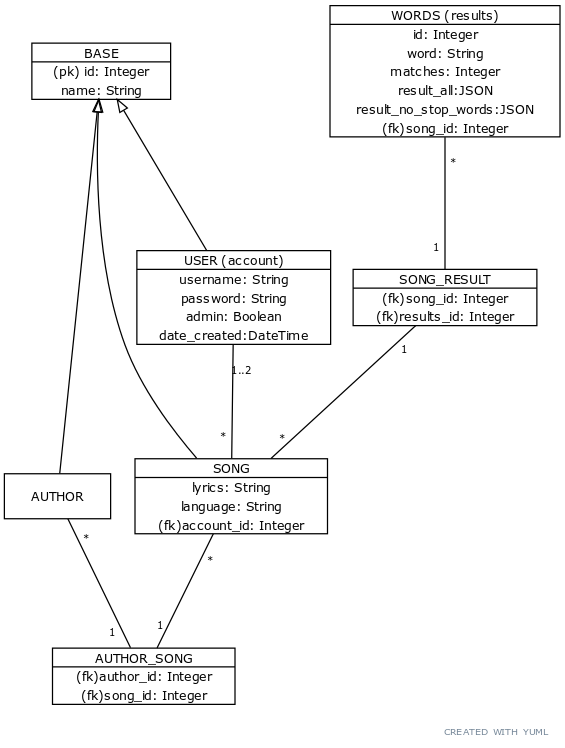 WORDS (results)
id: Integer
word: String
matches: Integer
result_all:JSON
result_no_stop_words:JSON
(fk)song_id: Integer
BASE
(pk) id: Integer
name: String
*
1
USER (account)
username: String
password: String
admin: Boolean
date_created:DateTime
SONG_RESULT
(fk)song_id: Integer
(fk)results_id: Integer
1..2
*
1
*
SONG
lyrics: String
language: String
(fk)account_id: Integer
AUTHOR
*
1
*
1
AUTHOR_SONG
(fk)author_id: Integer
(fk)song_id: Integer
CREATED WITH YUML